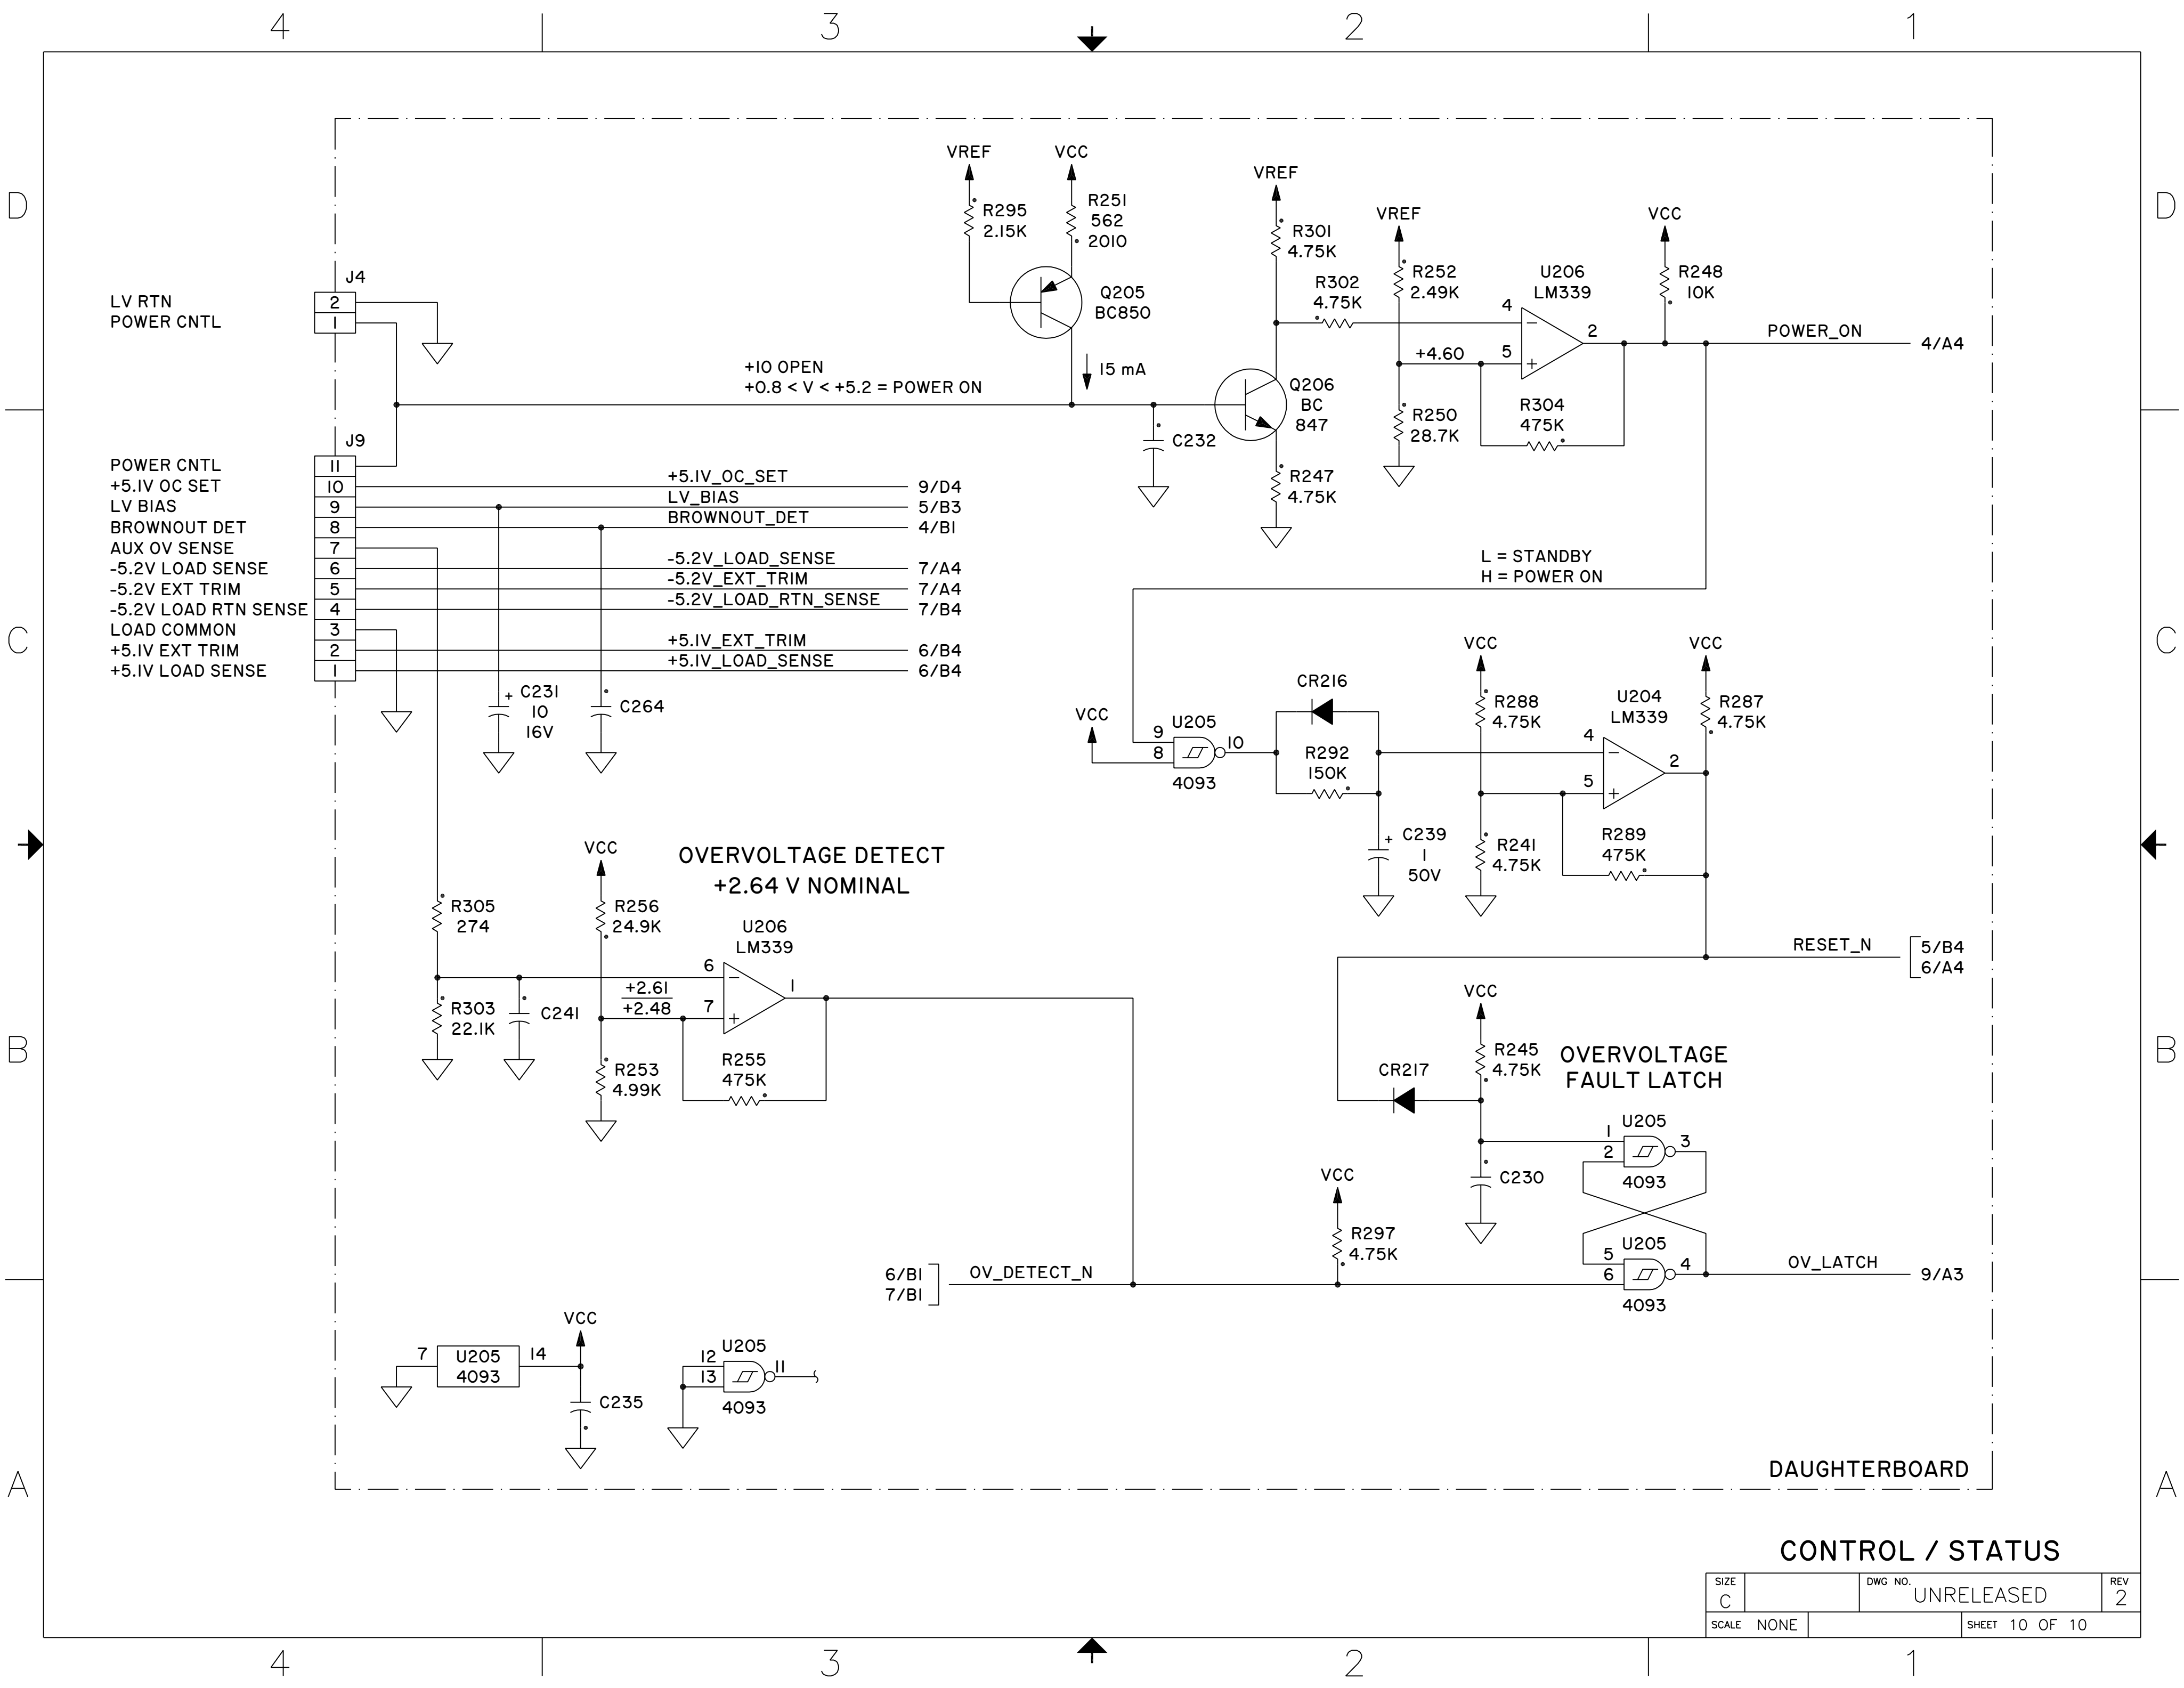 4
3
2
1
D
D
C
C
B
B
A
A
VREF
R295
2.15K
VCC
R251
562
2010
Q205
BC850
15 mA
VREF
R301
4.75K
R302
4.75K
VREF
R252
2.49K
+4.60
R250
28.7K
U206
LM339
4
5
2
R304
475K
VCC
R248
10K
POWER_ON
4/A4
J4
LV RTN
2
POWER CNTL
1
+10 OPEN
+0.8 < V < +5.2 = POWER ON
C232
Q206
BC
847
R247
4.75K
L = STANDBY
H = POWER ON
J9
POWER CNTL
11
+5.1V OC SET
10
+5.1V_OC_SET
9/D4
LV BIAS
9
LV_BIAS
5/B3
BROWNOUT DET
8
BROWNOUT_DET
4/B1
AUX OV SENSE
7
-5.2V LOAD SENSE
6
-5.2V_LOAD_SENSE
7/A4
-5.2V EXT TRIM
5
-5.2V_EXT_TRIM
7/A4
-5.2V LOAD RTN SENSE
4
-5.2V_LOAD_RTN_SENSE
7/B4
LOAD COMMON
3
+5.1V EXT TRIM
2
+5.1V_EXT_TRIM
6/B4
+5.1V LOAD SENSE
1
+5.1V_LOAD_SENSE
6/B4
+
C231
10
16V
C264
VCC
9
8
U205
10
4093
CR216
R292
150K
+
C239
1
50V
VCC
R288
4.75K
R241
4.75K
U204
LM339
4
5
2
R289
475K
VCC
R287
4.75K
RESET_N
5/B4
6/A4
OVERVOLTAGE DETECT
+2.64 V NOMINAL
R305
274
R303
22.1K
C241
VCC
R256
24.9K
+2.61
+2.48
R253
4.99K
U206
LM339
6
7
1
R255
475K
VCC
R245
4.75K
CR217
C230
OVERVOLTAGE
FAULT LATCH
U205
1
2
3
4093
U205
5
6
4
4093
OV_LATCH
9/A3
VCC
R297
4.75K
6/B1
7/B1
OV_DETECT_N
7
U205
4093
14
VCC
C235
12
13
U205
11
4093
DAUGHTERBOARD
CONTROL / STATUS
SIZE
C
DWG NO.
UNRELEASED
REV
2
SCALE NONE
SHEET 10 OF 10
4
3
2
1